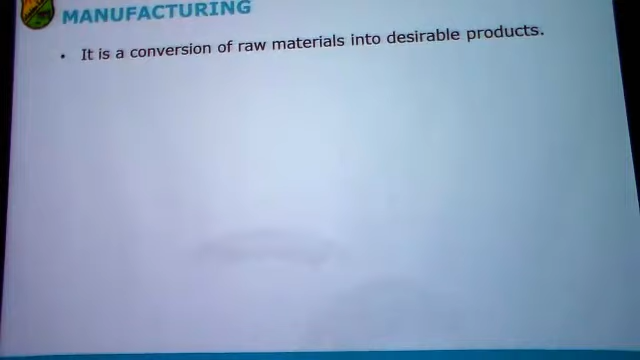 MANUFACTURING
• It is a conversion of raw materials into desirable products.